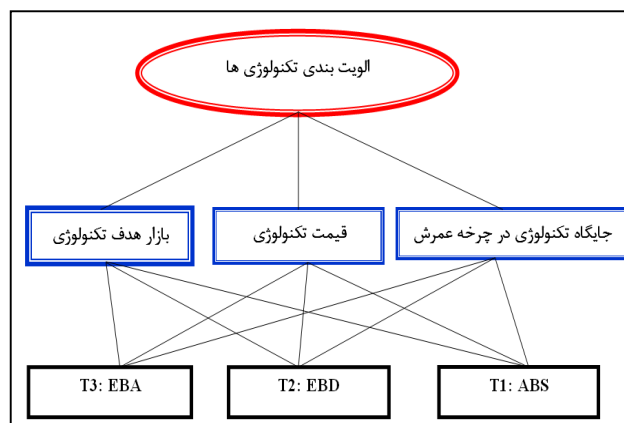 الویت بندی تکنولوژی ها
جایگاه تکنولوژی در چرخه عمرش
قیمت تکنولوژی
بازار هدف تکنولوژی
T1: ABS
T2: EBD
T3: EBA